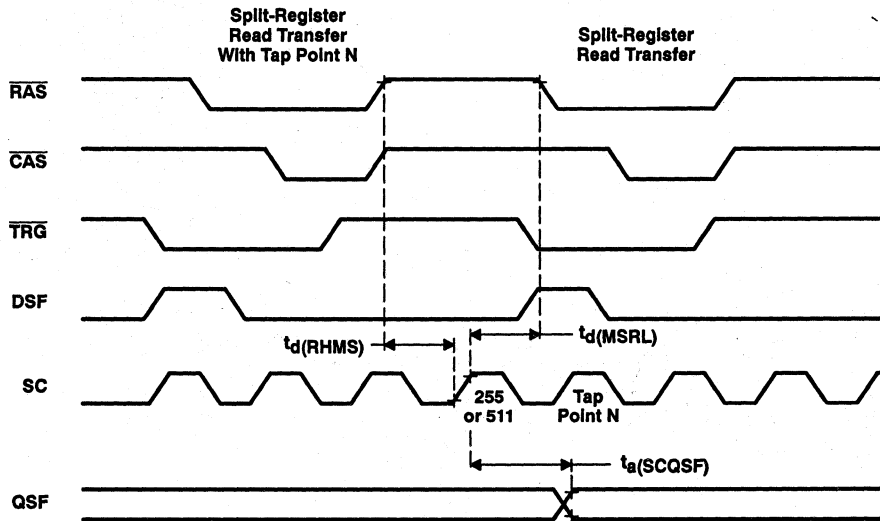 Split-Register
Read Transfer
With Tap Point N
Split-Register
Read Transfer
RAS
CAS
TRG
DSF
td(RHMS)
td(MSRL)
SC
255
or 511
Tap
Point N
ta(SCQSF)
QSF